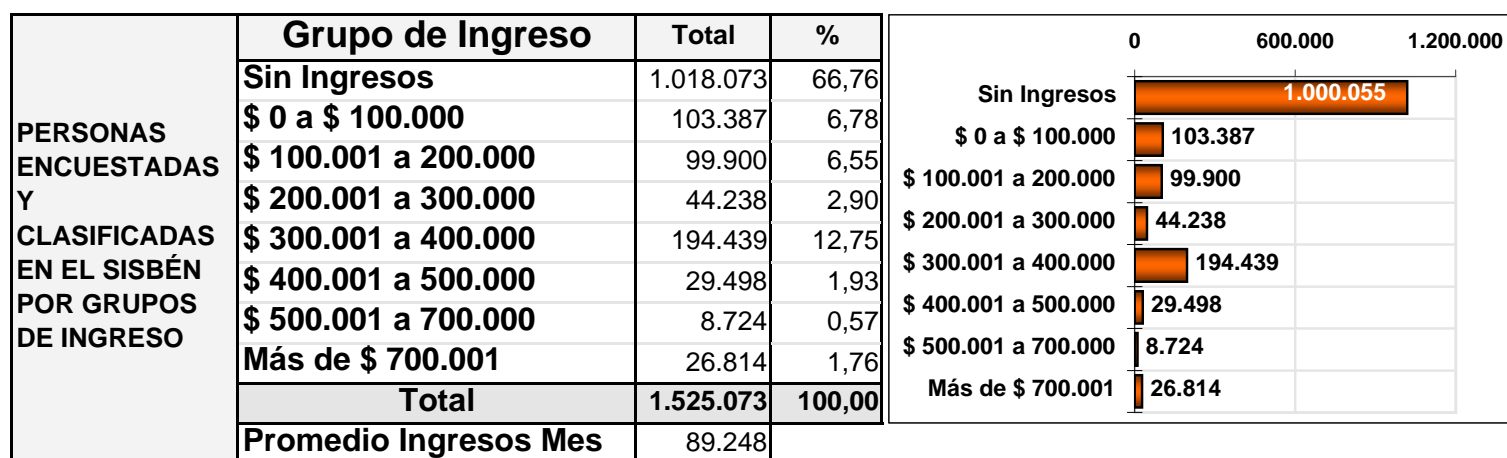 PERSONAS
ENCUESTADAS
Y
CLASIFICADAS
EN EL SISBÉN
POR GRUPOS
DE INGRESO
Grupo de Ingreso Total %
Sin Ingresos 1.018.073 66,76
$ 0 a $ 100.000 103.387 6,78
$ 100.001 a 200.000 99.900 6,55
$ 200.001 a 300.000 44.238 2,90
$ 300.001 a 400.000 194.439 12,75
$ 400.001 a 500.000 29.498 1,93
$ 500.001 a 700.000 8.724 0,57
Más de $ 700.001 26.814 1,76
Total 1.525.073 100,00
Promedio Ingresos Mes 89.248
0 600.000 1.200.000
Sin Ingresos 1.000.055
$ 0 a $ 100.000 103.387
$ 100.001 a 200.000 99.900
$ 200.001 a 300.000 44.238
$ 300.001 a 400.000 194.439
$ 400.001 a 500.000 29.498
$ 500.001 a 700.000 8.724
Más de $ 700.001 26.814